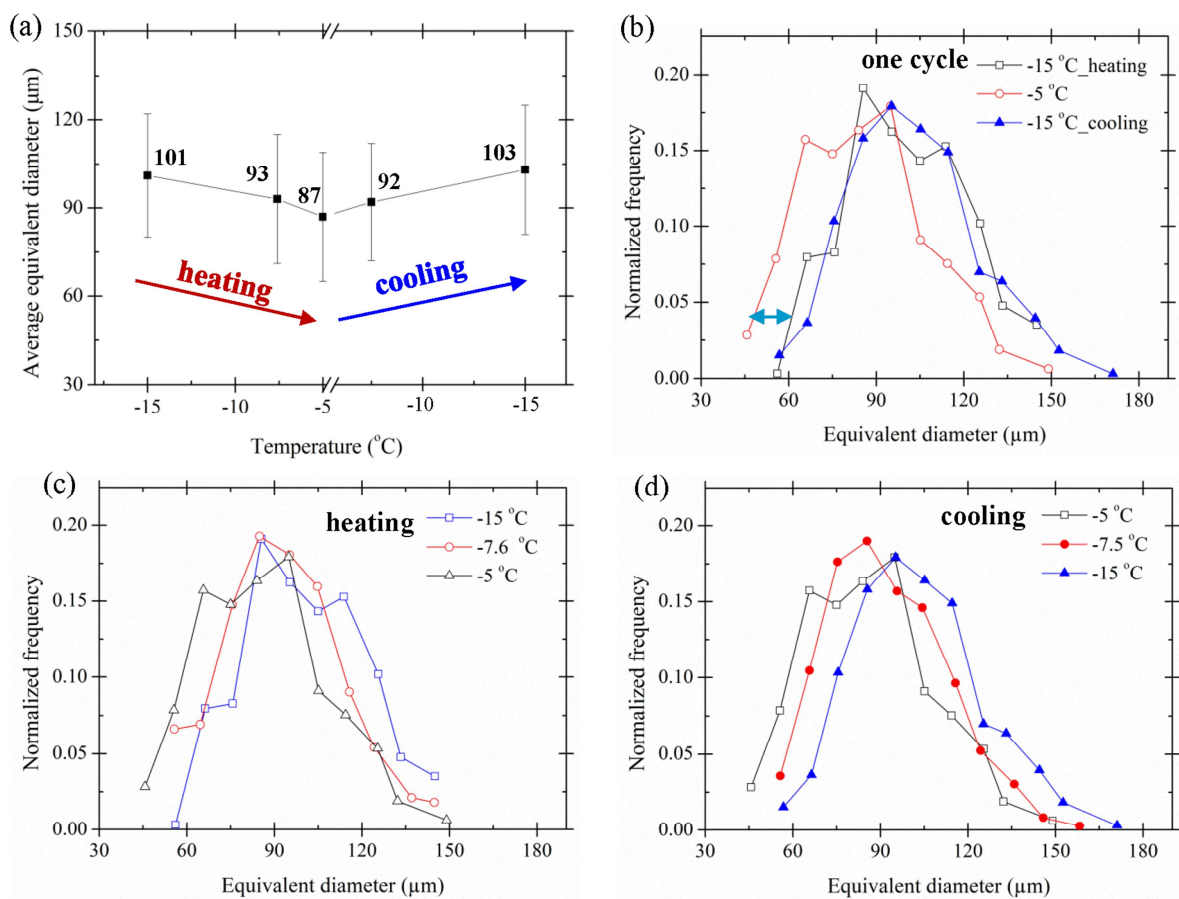 (a)
150
120
90
60
30
Average equivalent diameter (µm)
101
93
87
92
103
heating
cooling
-15
-10
-5
-10
-15
Temperature (°C)
(b)
one cycle
-15 °C_heating
-5 °C
-15 °C_cooling
0.20
0.15
0.10
0.05
0.00
Normalized frequency
30
60
90
120
150
180
Equivalent diameter (µm)
(c)
heating
-15 °C
-7.6 °C
-5 °C
0.20
0.15
0.10
0.05
0.00
Normalized frequency
30
60
90
120
150
180
Equivalent diameter (µm)
(d)
cooling
-5 °C
-7.5 °C
-15 °C
0.20
0.15
0.10
0.05
0.00
Normalized frequency
30
60
90
120
150
180
Equivalent diameter (µm)